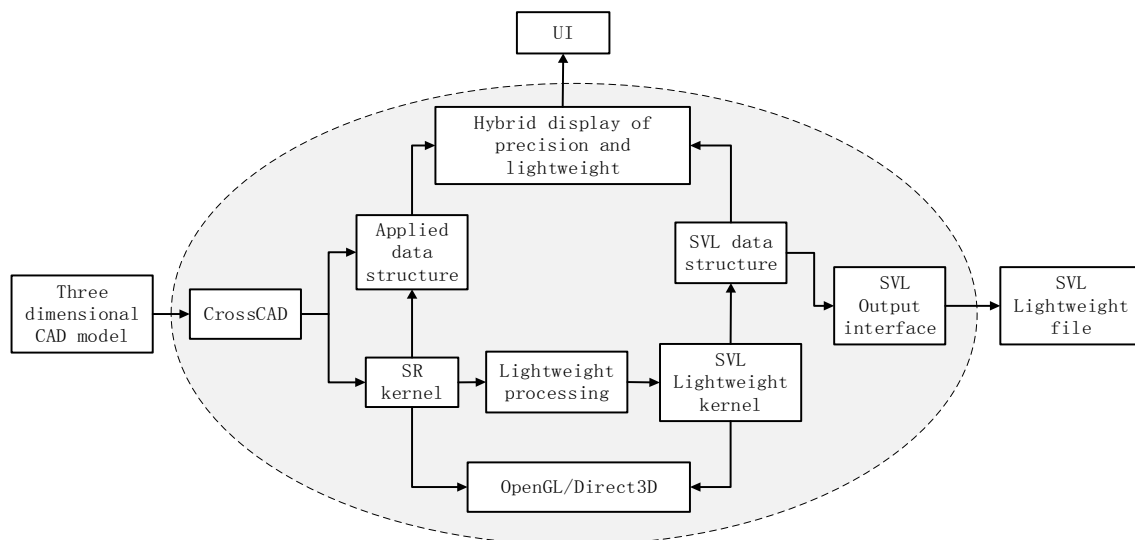 UI
Hybrid display of
precision and
lightweight
Applied
data
structure
SVL data
structure
Three
dimensional
CAD model
CrossCAD
SVL
Output
interface
SVL
Lightweight
file
SR
kernel
Lightweight
processing
SVL
Lightweight
kernel
OpenGL/Direct3D